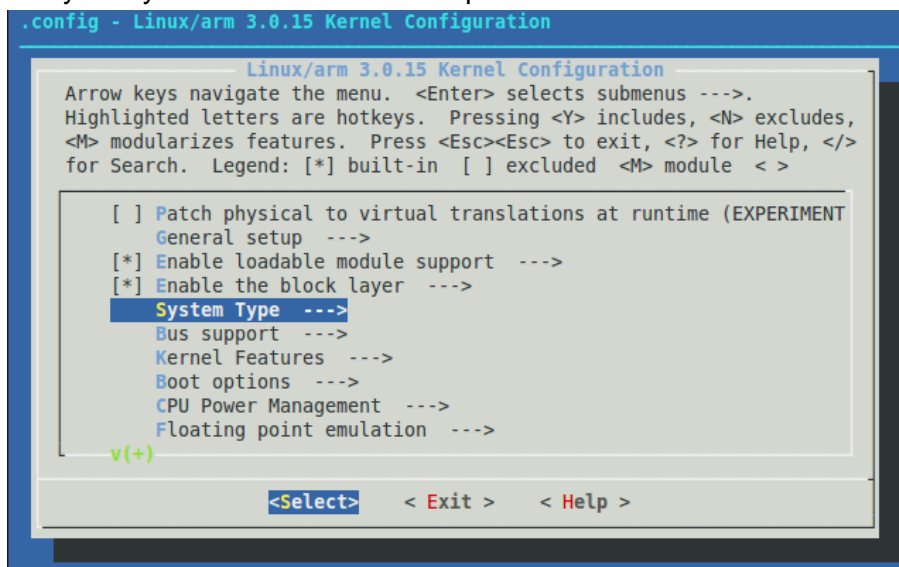 .config - Linux/arm 3.0.15 Kernel Configuration
Linux/arm 3.0.15 Kernel Configuration
Arrow keys navigate the menu. <Enter> selects submenus --->.
Highlighted letters are hotkeys. Pressing <Y> includes, <N> excludes,
<M> modularizes features. Press <Esc><Esc> to exit, <?> for Help, </>
for Search. Legend: [*] built-in [ ] excluded <M> module < >
[ ] Patch physical to virtual translations at runtime (EXPERIMENT
General setup --->
[*] Enable loadable module support --->
[*] Enable the block layer --->
System Type --->
Bus support --->
Kernel Features --->
Boot options --->
CPU Power Management --->
Floating point emulation --->
v(+)
<Select> < Exit > < Help >